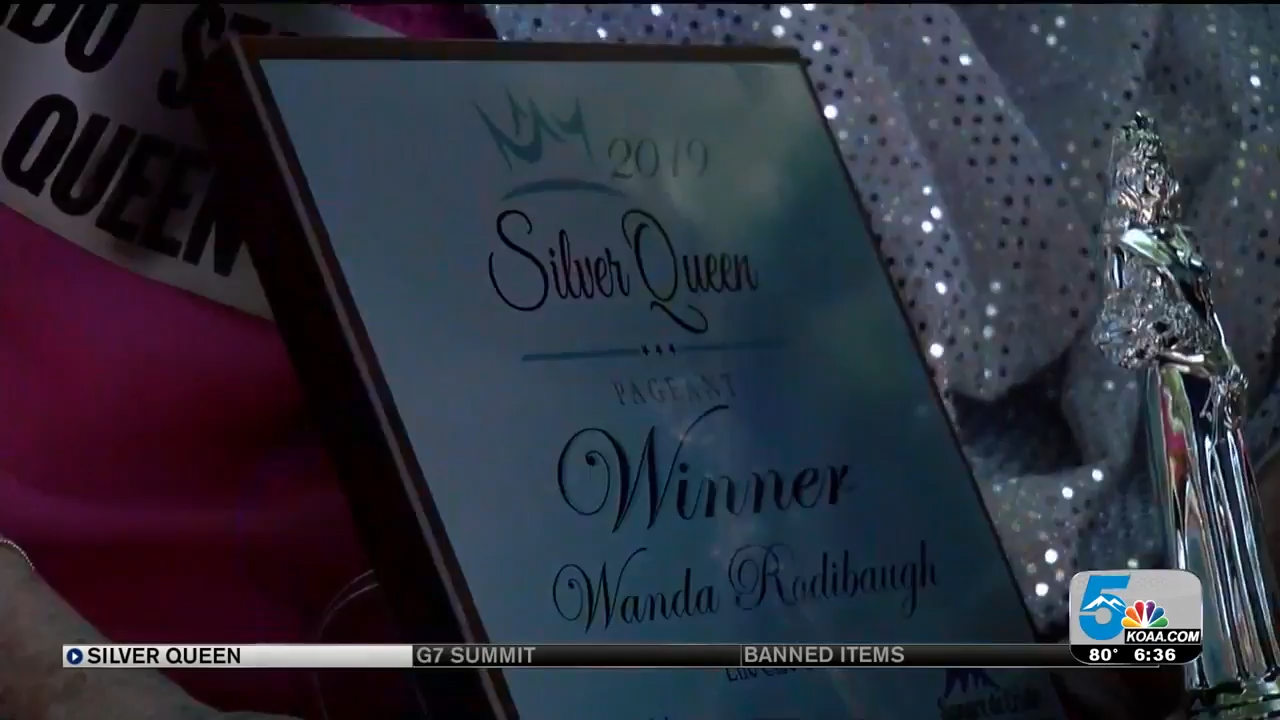 QUEEN
2019
Silver Queen
PAGEANT
Winner
Wanda Rodibaugh
SILVER QUEEN
G7 SUMMIT
BANNED ITEMS
5
KOAA.COM
80° 6:36